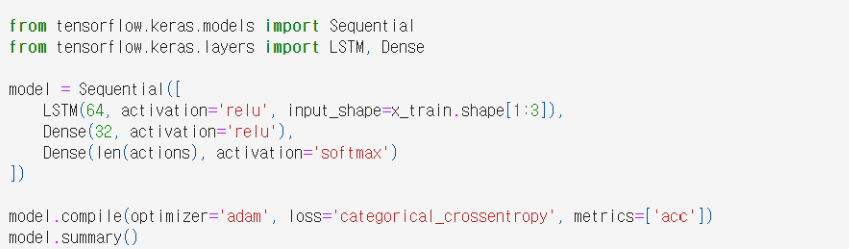 from tensorflow.keras.models import Sequential
from tensorflow.keras.layers import LSTM, Dense
model = Sequential([
    LSTM(64, activation='relu', input_shape=x_train.shape[1:3]),
    Dense(32, activation='relu'),
    Dense(len(actions), activation='softmax')
])
model.compile(optimizer='adam', loss='categorical_crossentropy', metrics=['acc'])
model.summary()